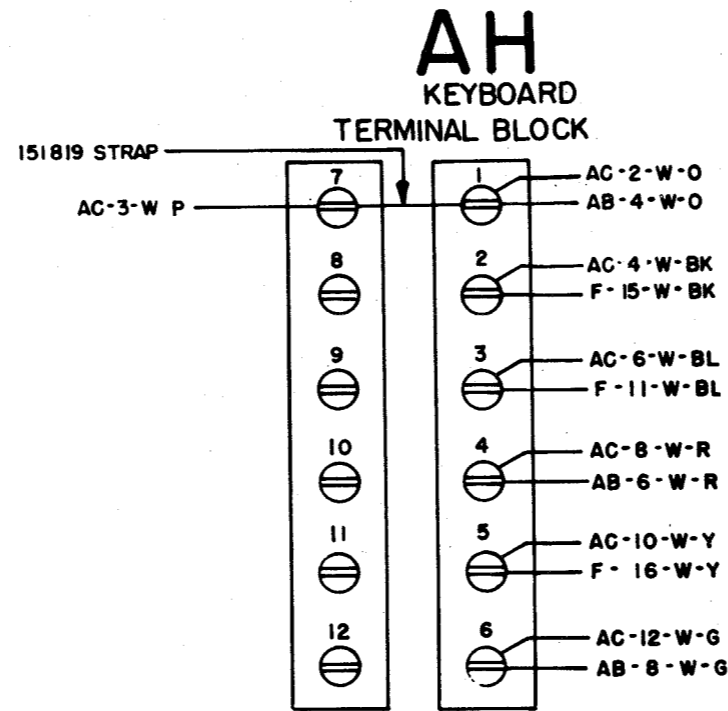 AH
KEYBOARD
TERMINAL BLOCK
151819 STRAP
7
1
AC-2-W-O
AC-3-W P
AB-4-W-O
8
2
AC-4-W-BK
F-15-W-BK
9
3
AC-6-W-BL
F-11-W-BL
10
4
AC-8-W-R
AB-6-W-R
11
5
AC-10-W-Y
F-16-W-Y
12
6
AC-12-W-G
AB-8-W-G